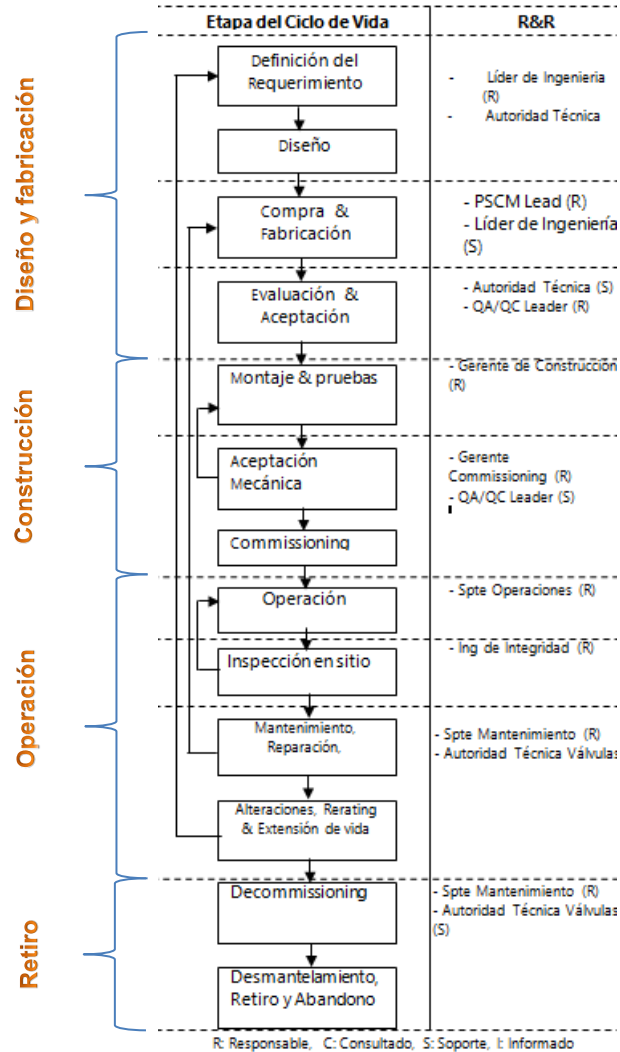 Etapa del Ciclo de Vida
R&R
Diseño y fabricación
Definición del
Requerimiento
- Líder de Ingenieria
(R)
- Autoridad Técnica
Diseño
Compra &
Fabricación
- PSCM Lead (R)
- Líder de Ingeniería
(S)
Evaluación &
Aceptación
- Autoridad Técnica (S)
- QA/QC Leader (R)
Construcción
Montaje & pruebas
- Gerente de Construcción
(R)
Aceptación
Mecánica
- Gerente
Commissioning (R)
- QA/QC Leader (S)
Commissioning
Operación
Operación
- Spte Operaciones (R)
Inspección en sitio
- Ing de Integridad (R)
Mantenimiento,
Reparación,
- Spte Mantenimiento (R)
- Autoridad Técnica Válvulas
Alteraciones, Rerating
& Extensión de vida
Retiro
Decommissioning
- Spte Mantenimiento (R)
- Autoridad Técnica Válvulas
(S)
Desmantelamiento,
Retiro y Abandono
R: Responsable, C: Consultado, S: Soporte, I: Informado